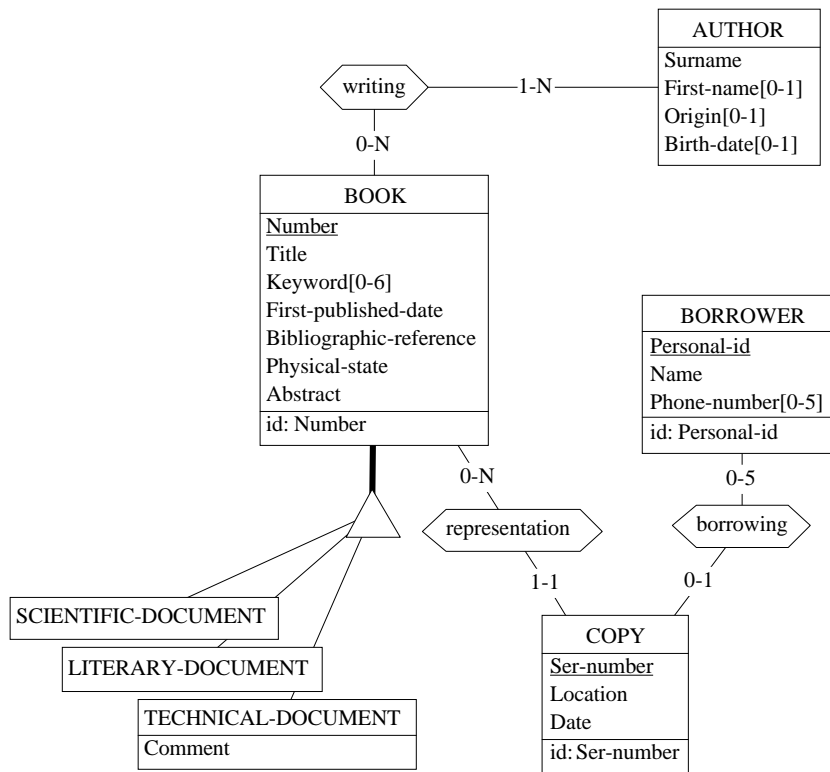 AUTHOR
Surname
First-name[0-1]
Origin[0-1]
Birth-date[0-1]
writing
1-N
0-N
BOOK
Number
Title
Keyword[0-6]
First-published-date
Bibliographic-reference
Physical-state
Abstract
id: Number
BORROWER
Personal-id
Name
Phone-number[0-5]
id: Personal-id
0-N
0-5
representation
borrowing
1-1
0-1
SCIENTIFIC-DOCUMENT
LITERARY-DOCUMENT
TECHNICAL-DOCUMENT
Comment
COPY
Ser-number
Location
Date
id: Ser-number